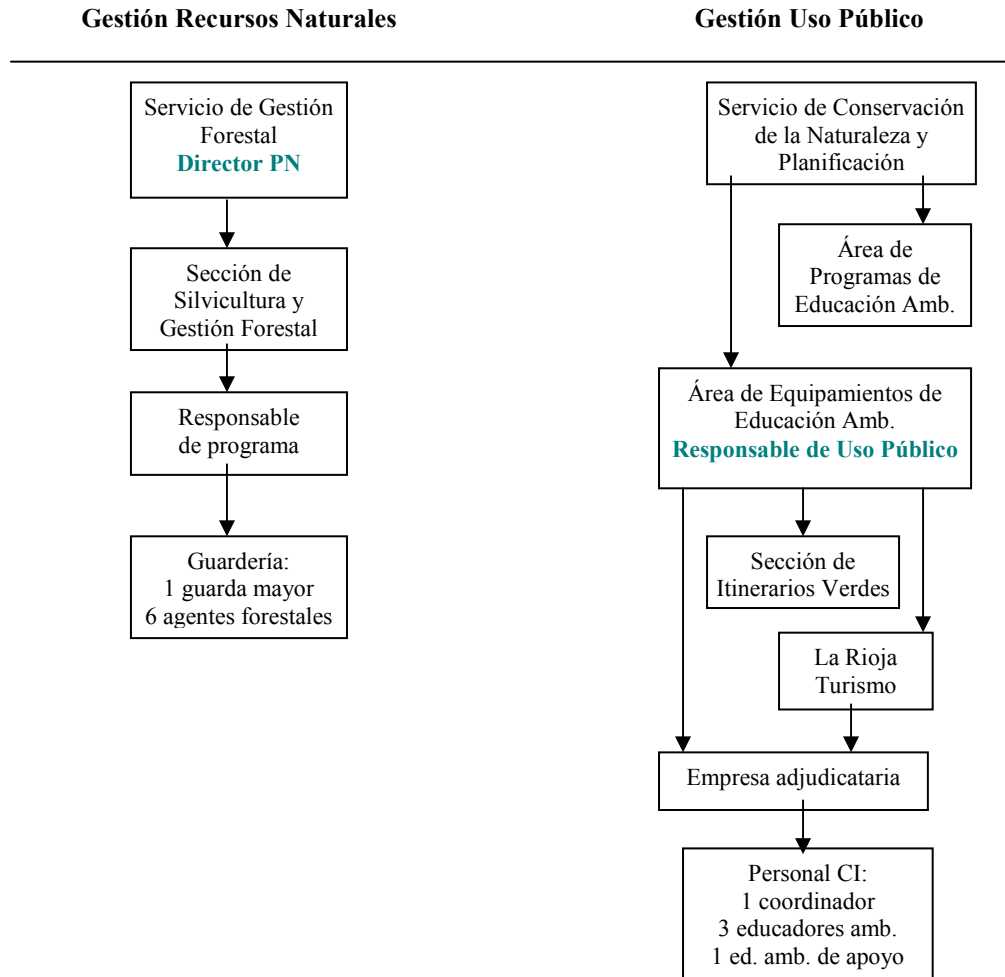 Gestión Recursos Naturales
Gestión Uso Público
Servicio de Gestión
Forestal
Director PN
Sección de
Silvicultura y
Gestión Forestal
Responsable
de programa
Guardería:
1 guarda mayor
6 agentes forestales
Servicio de Conservación
de la Naturaleza y
Planificación
Área de
Programas de
Educación Amb.
Área de Equipamientos de
Educación Amb.
Responsable de Uso Público
Sección de
Itinerarios Verdes
La Rioja
Turismo
Empresa adjudicataria
Personal CI:
1 coordinador
3 educadores amb.
1 ed. amb. de apoyo